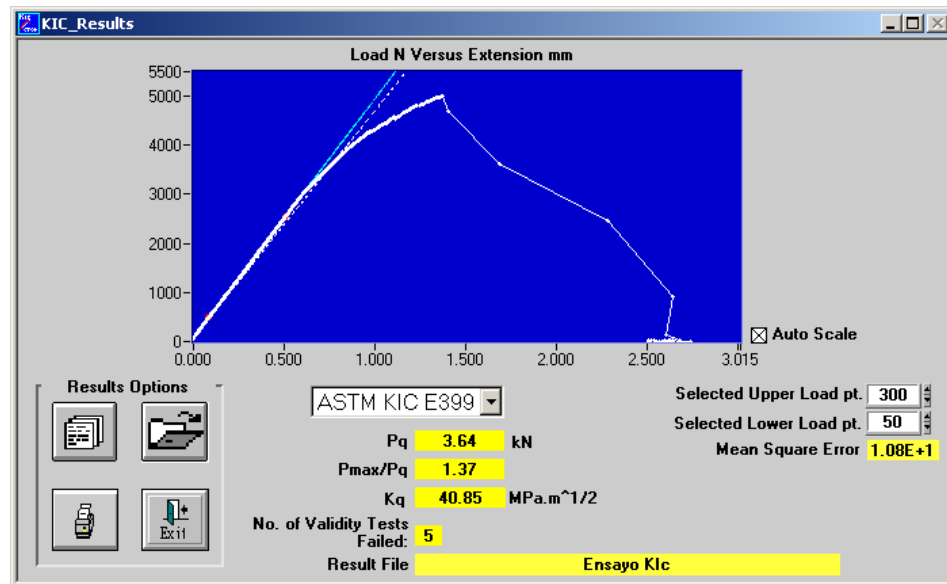 KIC_Results
Load N Versus Extension mm
5500
5000
4000
3000
2000
1000
0
0.000 0.500 1.000 1.500 2.000 2.500 3.015
Auto Scale
Results Options
Exit
ASTM KIC E399
Pq 3.64 kN
Pmax/Pq 1.37
Kq 40.85 MPa.m^1/2
No. of Validity Tests
Failed: 5
Result File Ensayo KIc
Selected Upper Load pt. 300
Selected Lower Load pt. 50
Mean Square Error 1.08E+1